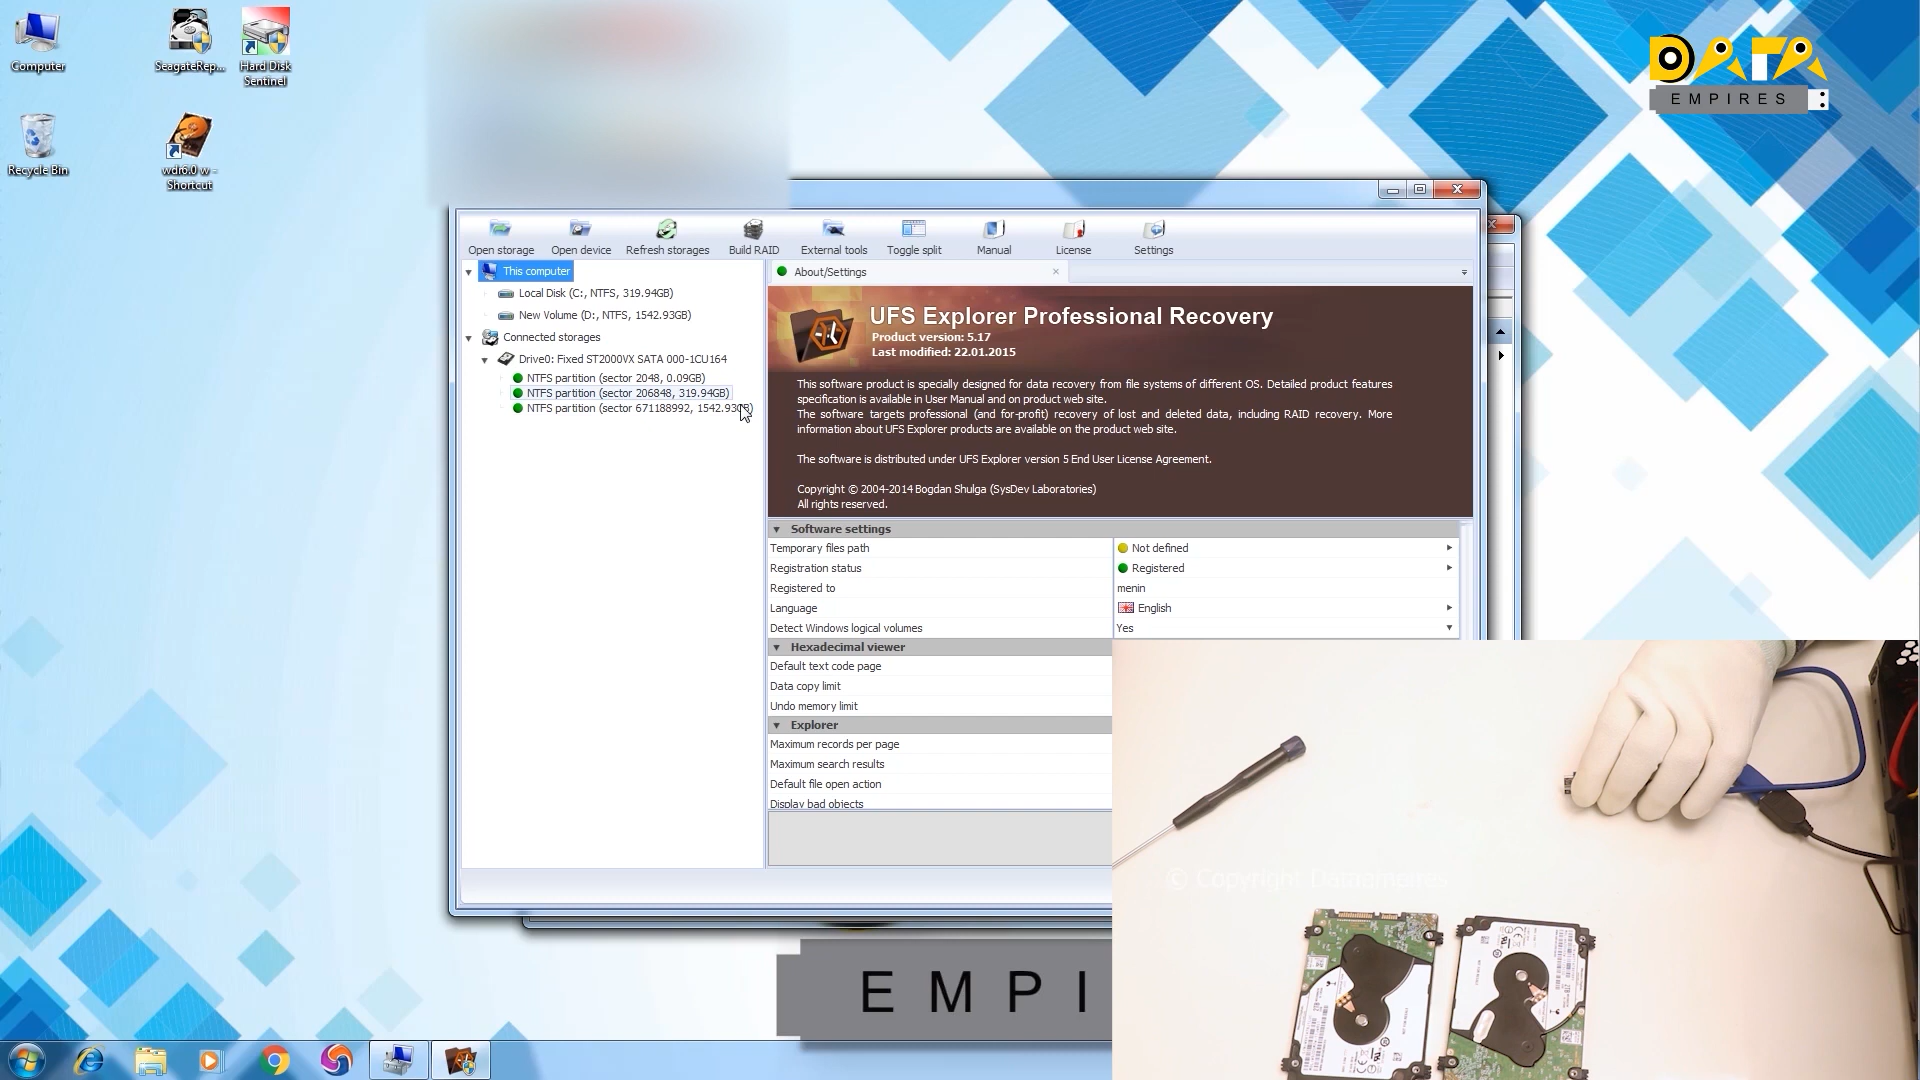 Computer
SeagateRep...
Hard Disk
Sentinel
Recycle Bin
wdr6.0 w -
Shortcut
DATA
EMPIRES
Open storage
Open device
Refresh storages
Build RAID
External tools
Toggle split
Manual
License
Settings
This computer
Local Disk (C:, NTFS, 319.94GB)
New Volume (D:, NTFS, 1542.93GB)
Connected storages
Drive0: Fixed ST2000VX SATA 000-1CU164
NTFS partition (sector 2048, 0.09GB)
NTFS partition (sector 206848, 319.94GB)
NTFS partition (sector 671188992, 1542.93GB)
About/Settings
UFS Explorer Professional Recovery
Product version: 5.17
Last modified: 22.01.2015
This software product is specially designed for data recovery from file systems of different OS. Detailed product features
specification is available in User Manual and on product web site.
The software targets professional (and for-profit) recovery of lost and deleted data, including RAID recovery. More
information about UFS Explorer products are available on the product web site.
The software is distributed under UFS Explorer version 5 End User License Agreement.
Copyright © 2004-2014 Bogdan Shulga (SysDev Laboratories)
All rights reserved.
Software settings
Temporary files path
Not defined
Registration status
Registered
Registered to
menin
Language
English
Detect Windows logical volumes
Yes
Hexadecimal viewer
Default text code page
Data copy limit
Undo memory limit
Explorer
Maximum records per page
Maximum search results
Default file open action
Display bad objects
© Copyright Dataempires
EMPI